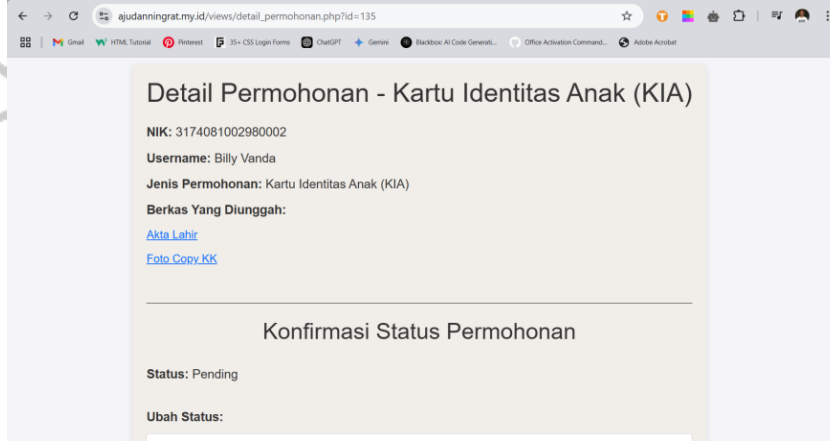 ajudanningrat.my.id/views/detail_permohonan.php?id=135
Gmail HTML Tutorial Pinterest 35+ CSS Login Forms ChatGPT Gemini Blackbox: AI Code Generati... Office Activation Command... Adobe Acrobat
Detail Permohonan - Kartu Identitas Anak (KIA)
NIK: 3174081002980002
Username: Billy Vanda
Jenis Permohonan: Kartu Identitas Anak (KIA)
Berkas Yang Diunggah:
Akta Lahir
Foto Copy KK
Konfirmasi Status Permohonan
Status: Pending
Ubah Status: